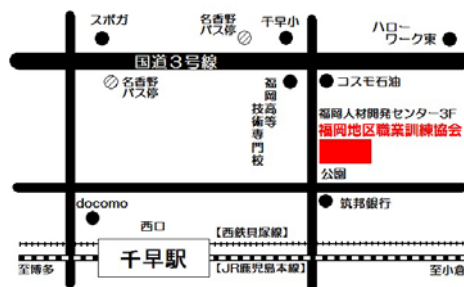 スポガ
名香野
バス停
千早小
ハロー
ワーク東
国道3号線
名香野
バス停
福岡高等
技術専門校
コスモ石油
福岡人材開発センター3F
福岡地区職業訓練協会
公園
docomo
西口
筑邦銀行
【西鉄貝塚線】
千早駅
至博多
【JR鹿児島本線】
至小倉